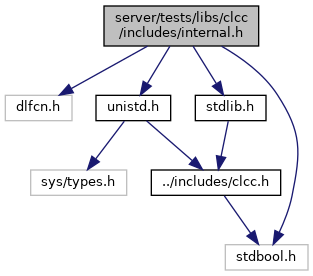 server/tests/libs/clcc
/includes/internal.h
dlfcn.h
unistd.h
stdlib.h
sys/types.h
../includes/clcc.h
stdbool.h